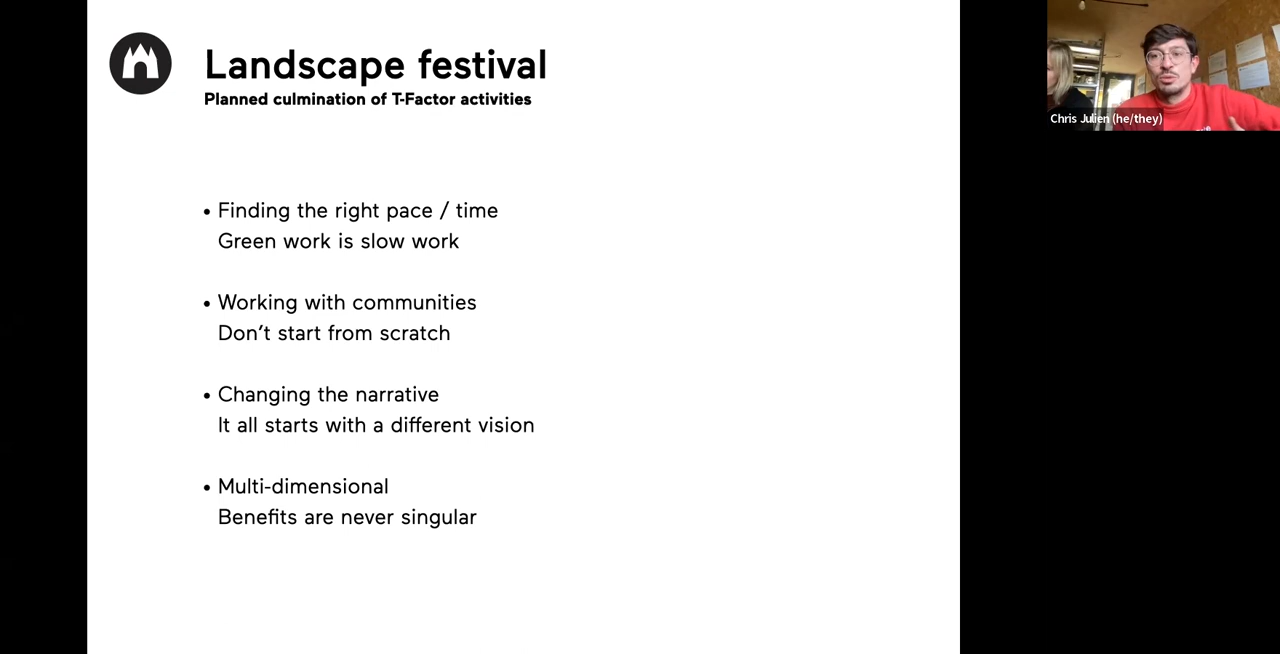 Landscape festival
Planned culmination of T-Factor activities
• Finding the right pace / time
Green work is slow work
• Working with communities
Don’t start from scratch
• Changing the narrative
It all starts with a different vision
• Multi-dimensional
Benefits are never singular
Chris Julien (he/they)